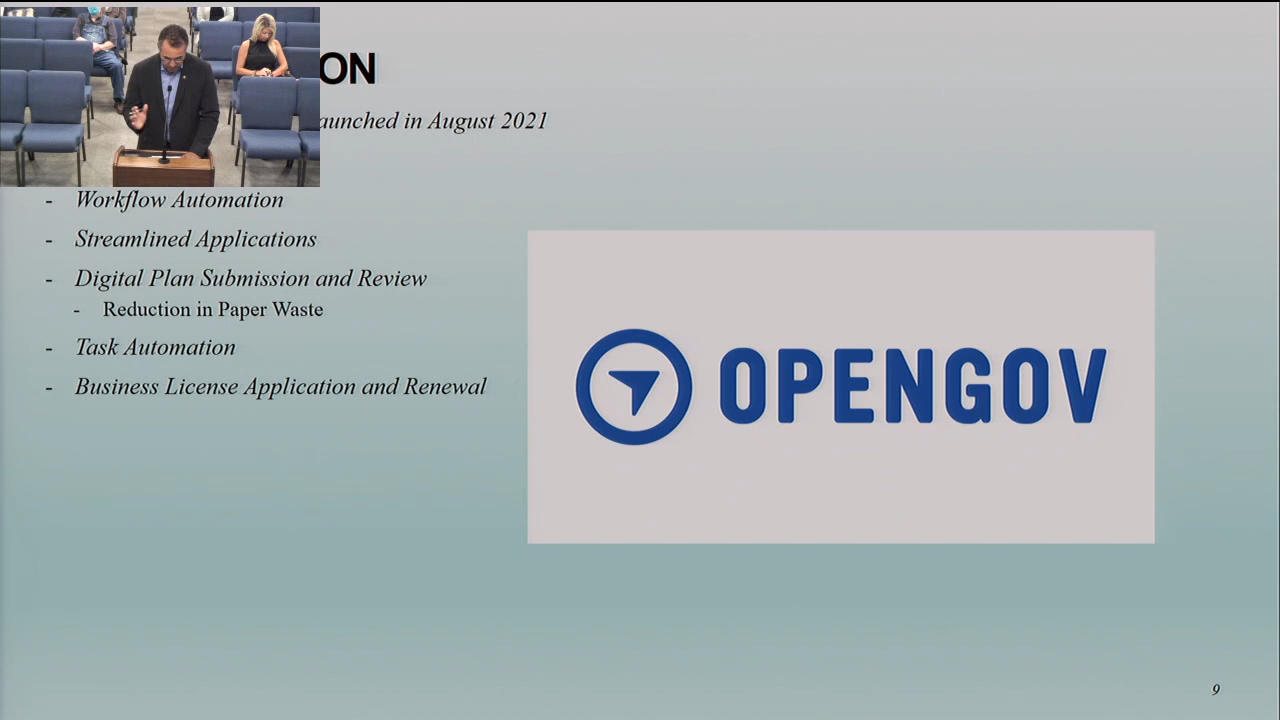 ON
aunched in August 2021
- Workflow Automation
- Streamlined Applications
- Digital Plan Submission and Review
- Reduction in Paper Waste
- Task Automation
- Business License Application and Renewal
OPENGOV
9